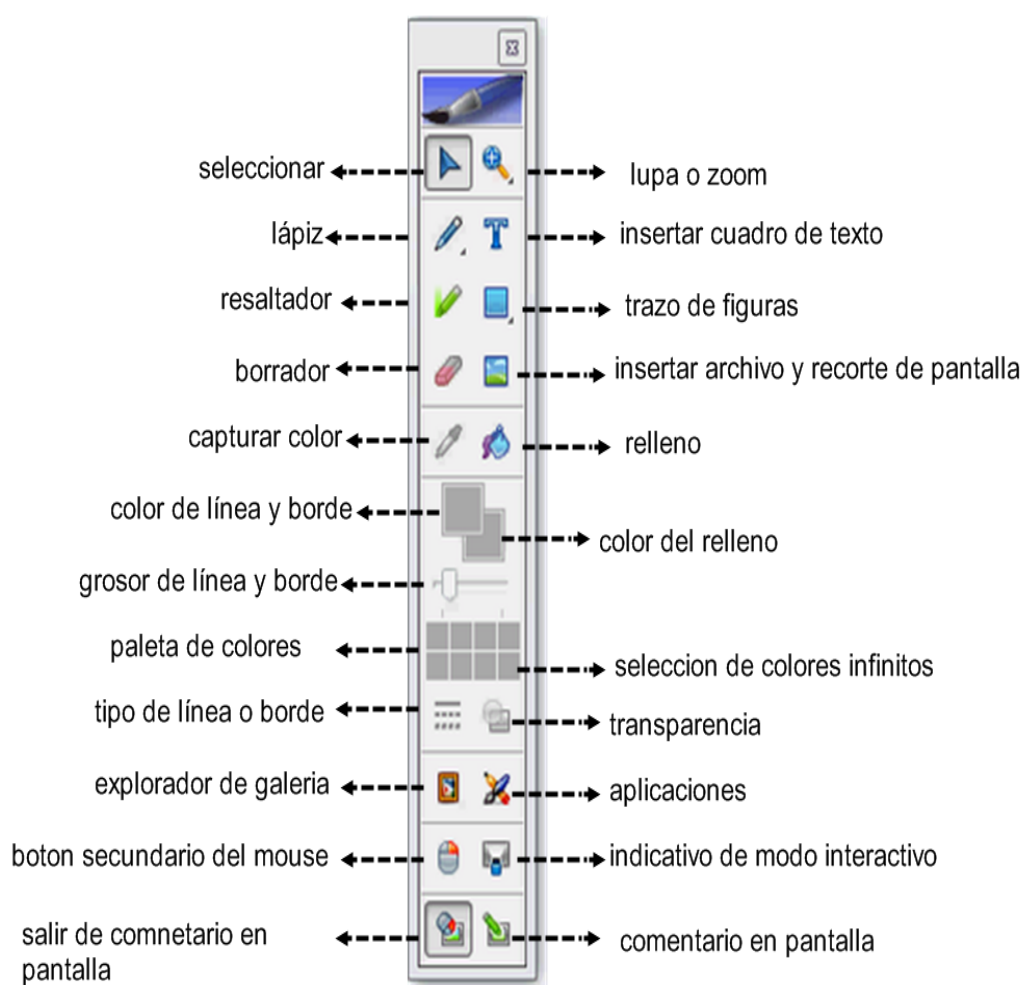 seleccionar
lupa o zoom
lápiz
insertar cuadro de texto
resaltador
trazo de figuras
borrador
insertar archivo y recorte de pantalla
capturar color
relleno
color de línea y borde
color del relleno
grosor de línea y borde
paleta de colores
seleccion de colores infinitos
tipo de línea o borde
transparencia
explorador de galeria
aplicaciones
boton secundario del mouse
indicativo de modo interactivo
salir de comnetario en
pantalla
comentario en pantalla